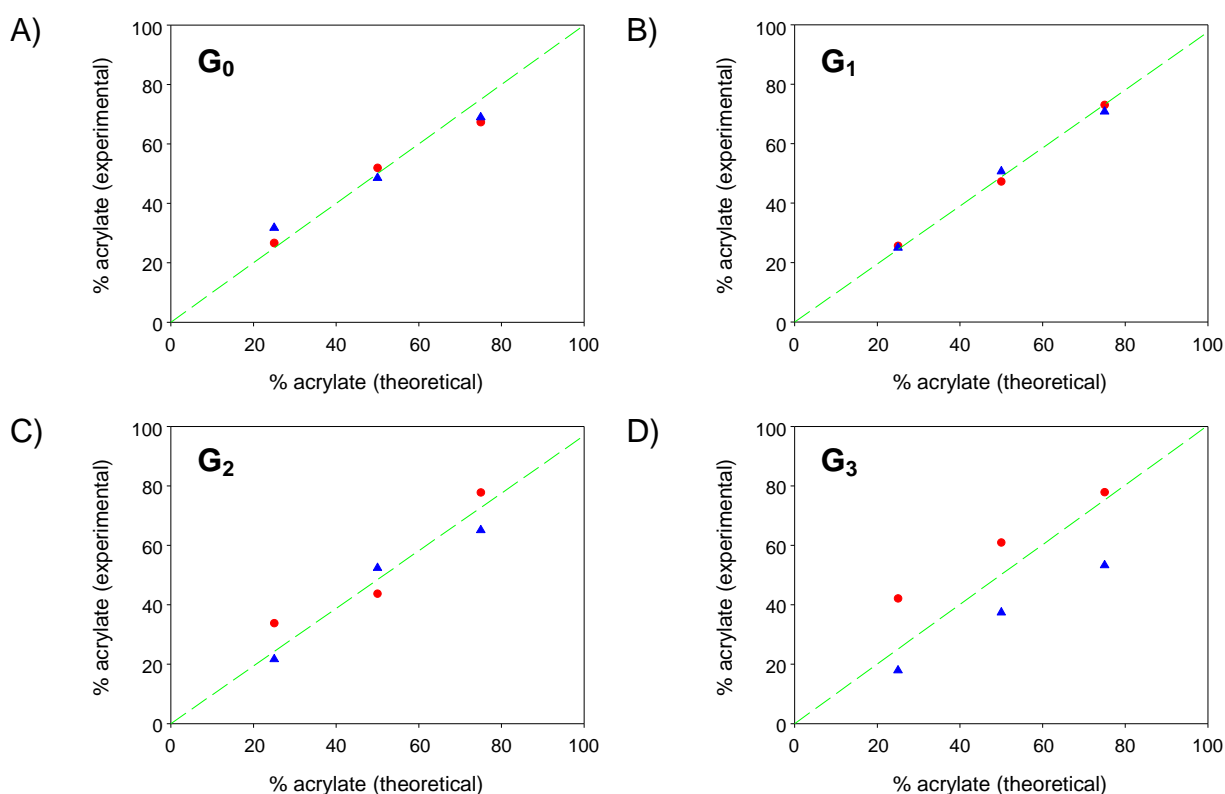 A)
G0
% acrylate (experimental)
100
80
60
40
20
0
0 20 40 60 80 100
% acrylate (theoretical)
B)
G1
% acrylate (experimental)
100
80
60
40
20
0
0 20 40 60 80 100
% acrylate (theoretical)
C)
G2
% acrylate (experimental)
100
80
60
40
20
0
0 20 40 60 80 100
% acrylate (theoretical)
D)
G3
% acrylate (experimental)
100
80
60
40
20
0
0 20 40 60 80 100
% acrylate (theoretical)